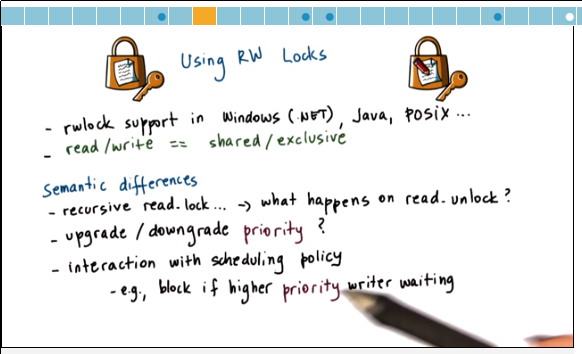 Using RW Locks
- rwlock support in Windows (.NET), Java, POSIX ...
- read/write == shared/exclusive
Semantic differences
- recursive read-lock... → what happens on read-unlock?
- upgrade / downgrade priority ?
- interaction with scheduling policy
- e.g., block if higher priority writer waiting